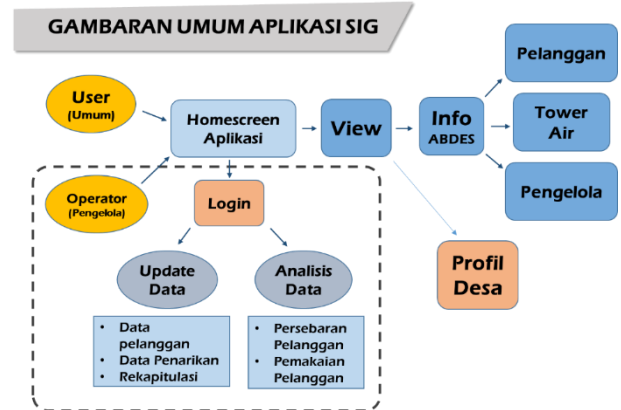 GAMBARAN UMUM APLIKASI SIG
User
(Umum)
Homescreen
Aplikasi
View
Info
ABDES
Pelanggan
Tower
Air
Pengelola
Operator
(Pengelola)
Login
Update
Data
Analisis
Data
Profil
Desa
• Data
pelanggan
• Data Penarikan
• Rekapitulasi
• Persebaran
Pelanggan
• Pemakaian
Pelanggan